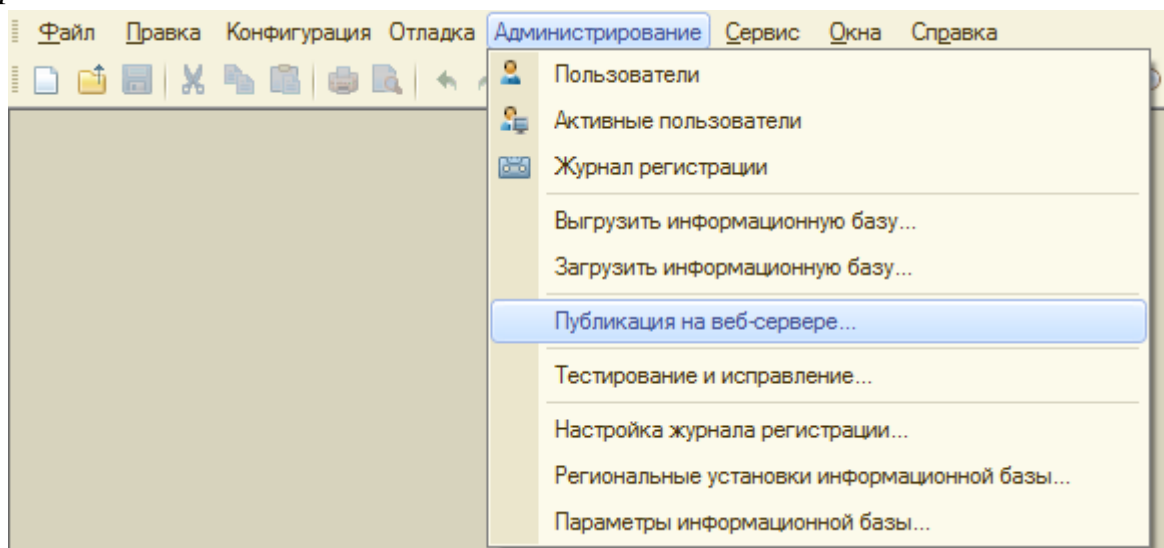 Файл Правка Конфигурация Отладка Администрирование Сервис Окна Справка
Пользователи
Активные пользователи
Журнал регистрации
Выгрузить информационную базу...
Загрузить информационную базу...
Публикация на веб-сервере...
Тестирование и исправление...
Настройка журнала регистрации...
Региональные установки информационной базы...
Параметры информационной базы...